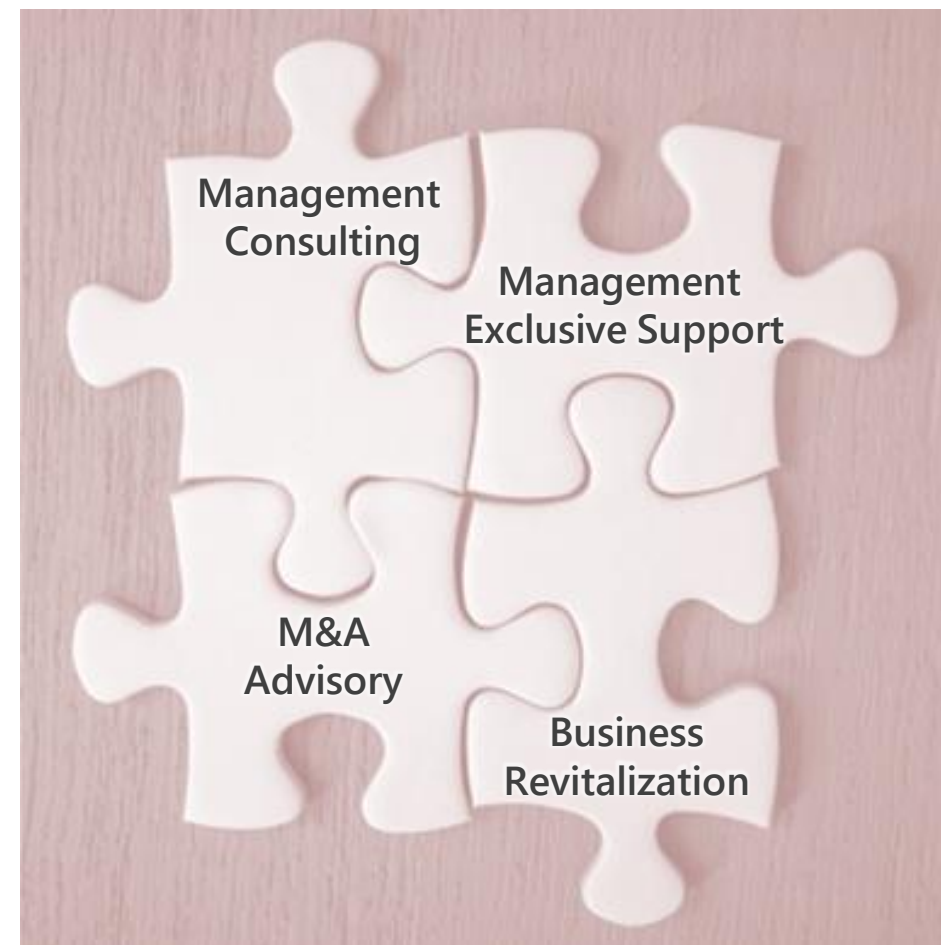 Management
Consulting
Management
Exclusive Support
M&A
Advisory
Business
Revitalization